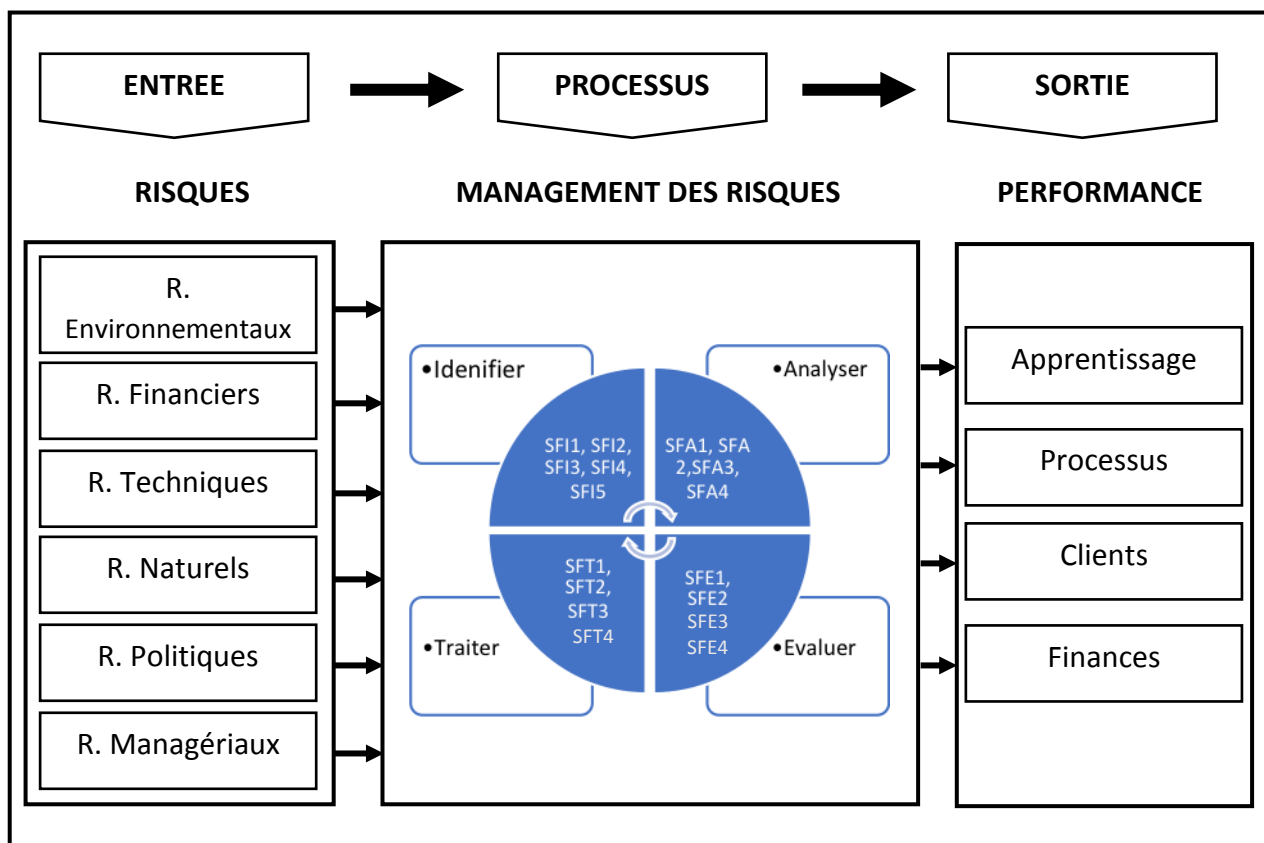 ENTREE
PROCESSUS
SORTIE
RISQUES
MANAGEMENT DES RISQUES
PERFORMANCE
R.
Environnementaux
R. Financiers
R. Techniques
R. Naturels
R. Politiques
R. Managériaux
•Idenifier
•Analyser
SFI1, SFI2,
SFI3, SFI4,
SFI5
SFA1, SFA
2,SFA3,
SFA4
SFT1,
SFT2,
SFT3
SFT4
SFE1,
SFE2
SFE3
SFE4
•Traiter
•Evaluer
Apprentissage
Processus
Clients
Finances